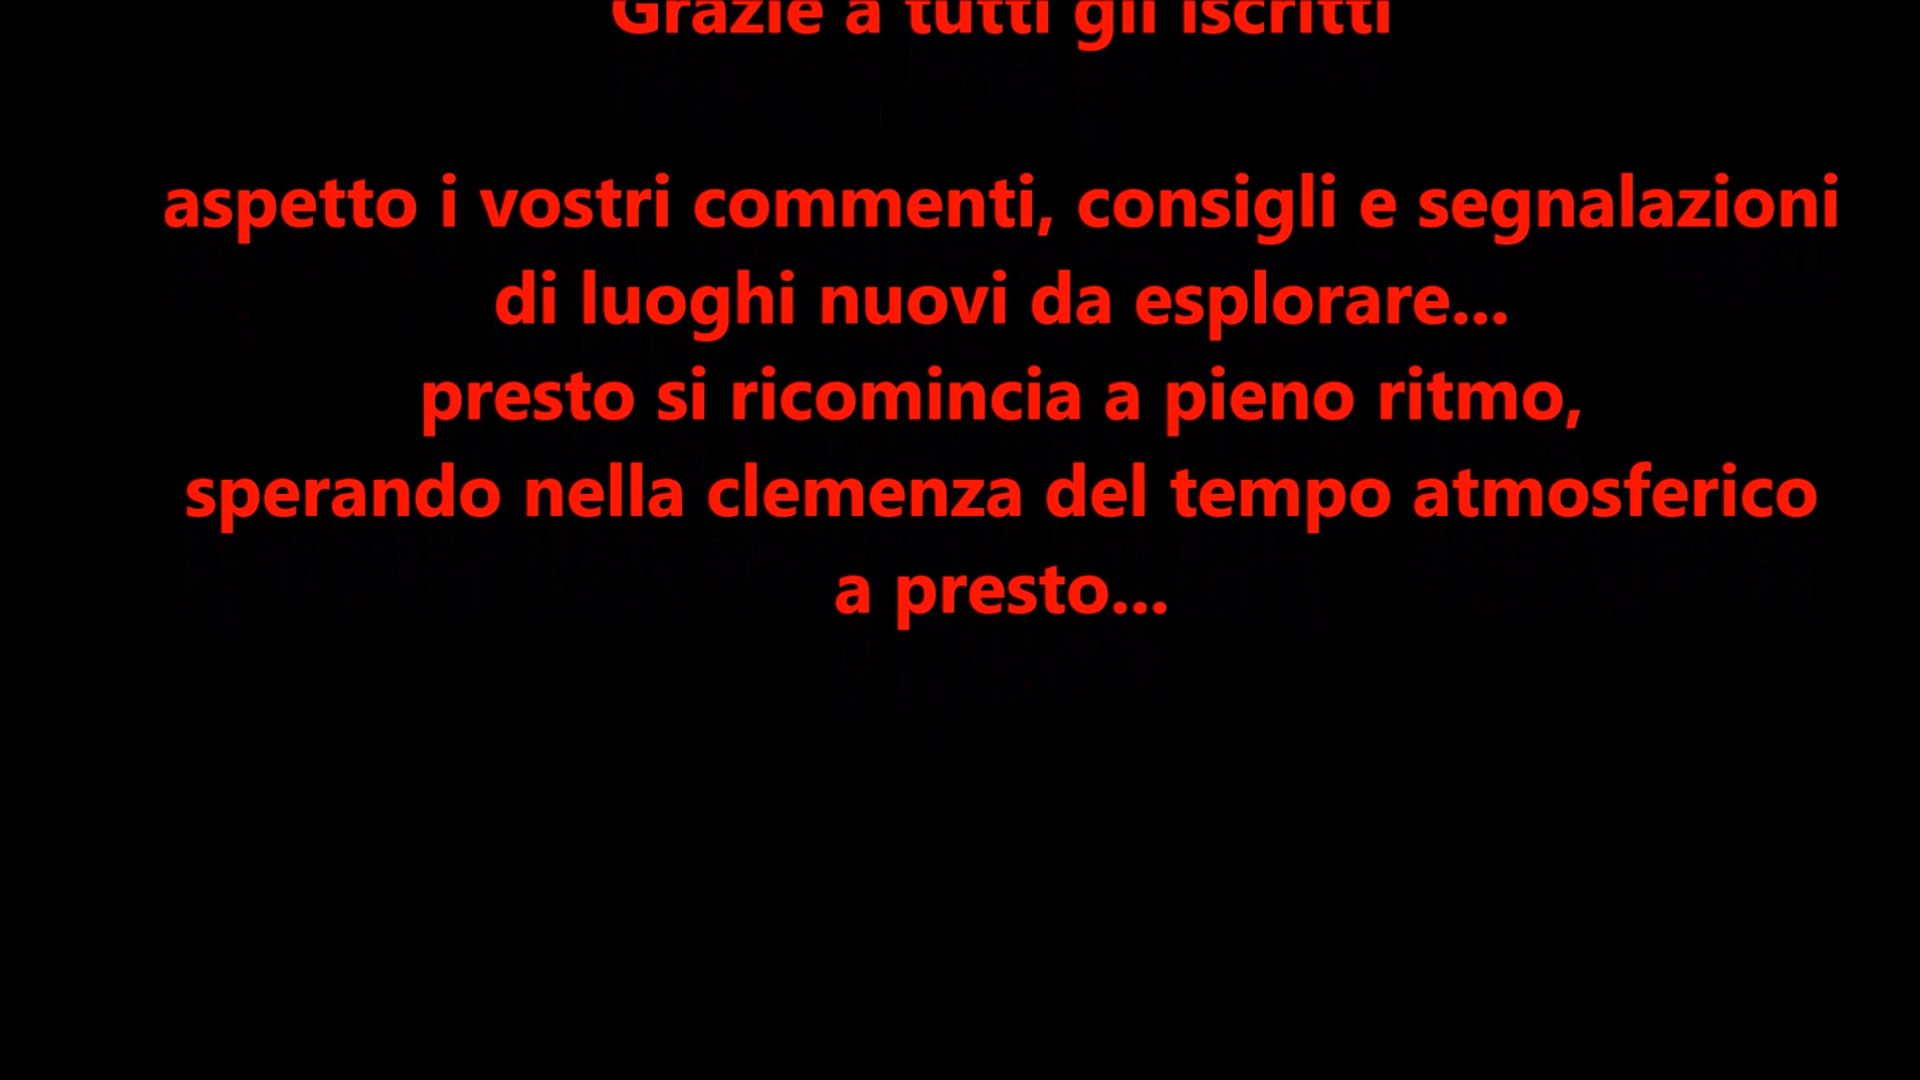 Grazie a tutti gli iscritti
aspetto i vostri commenti, consigli e segnalazioni
di luoghi nuovi da esplorare...
presto si ricomincia a pieno ritmo,
sperando nella clemenza del tempo atmosferico
a presto...